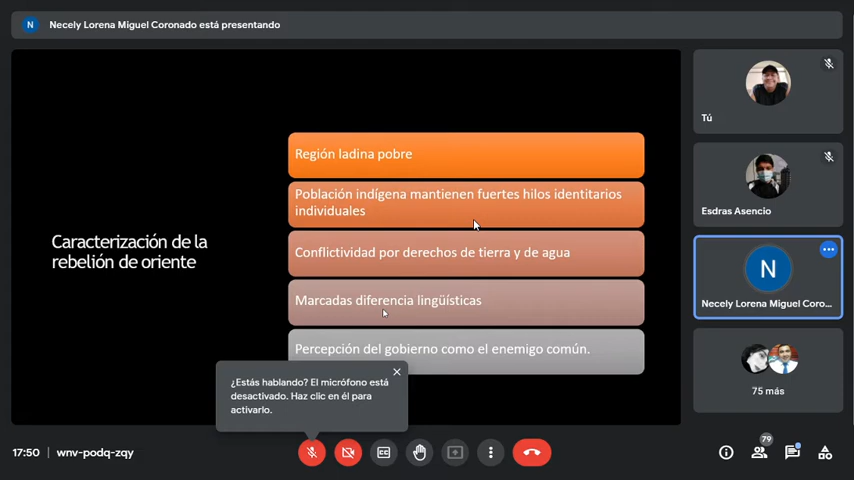 N Necely Lorena Miguel Coronado está presentando
Caracterización de la
rebelión de oriente
Región ladina pobre
Población indígena mantienen fuertes hilos identitarios
individuales
Conflictividad por derechos de tierra y de agua
Marcadas diferencia lingüísticas
Percepción del gobierno como el enemigo común.
¿Estás hablando? El micrófono está
desactivado. Haz clic en él para
activarlo.
Tú
Esdras Asencio
N
Necely Lorena Miguel Coro...
75 más
17:50 | wnv-podq-zqy
CC
79